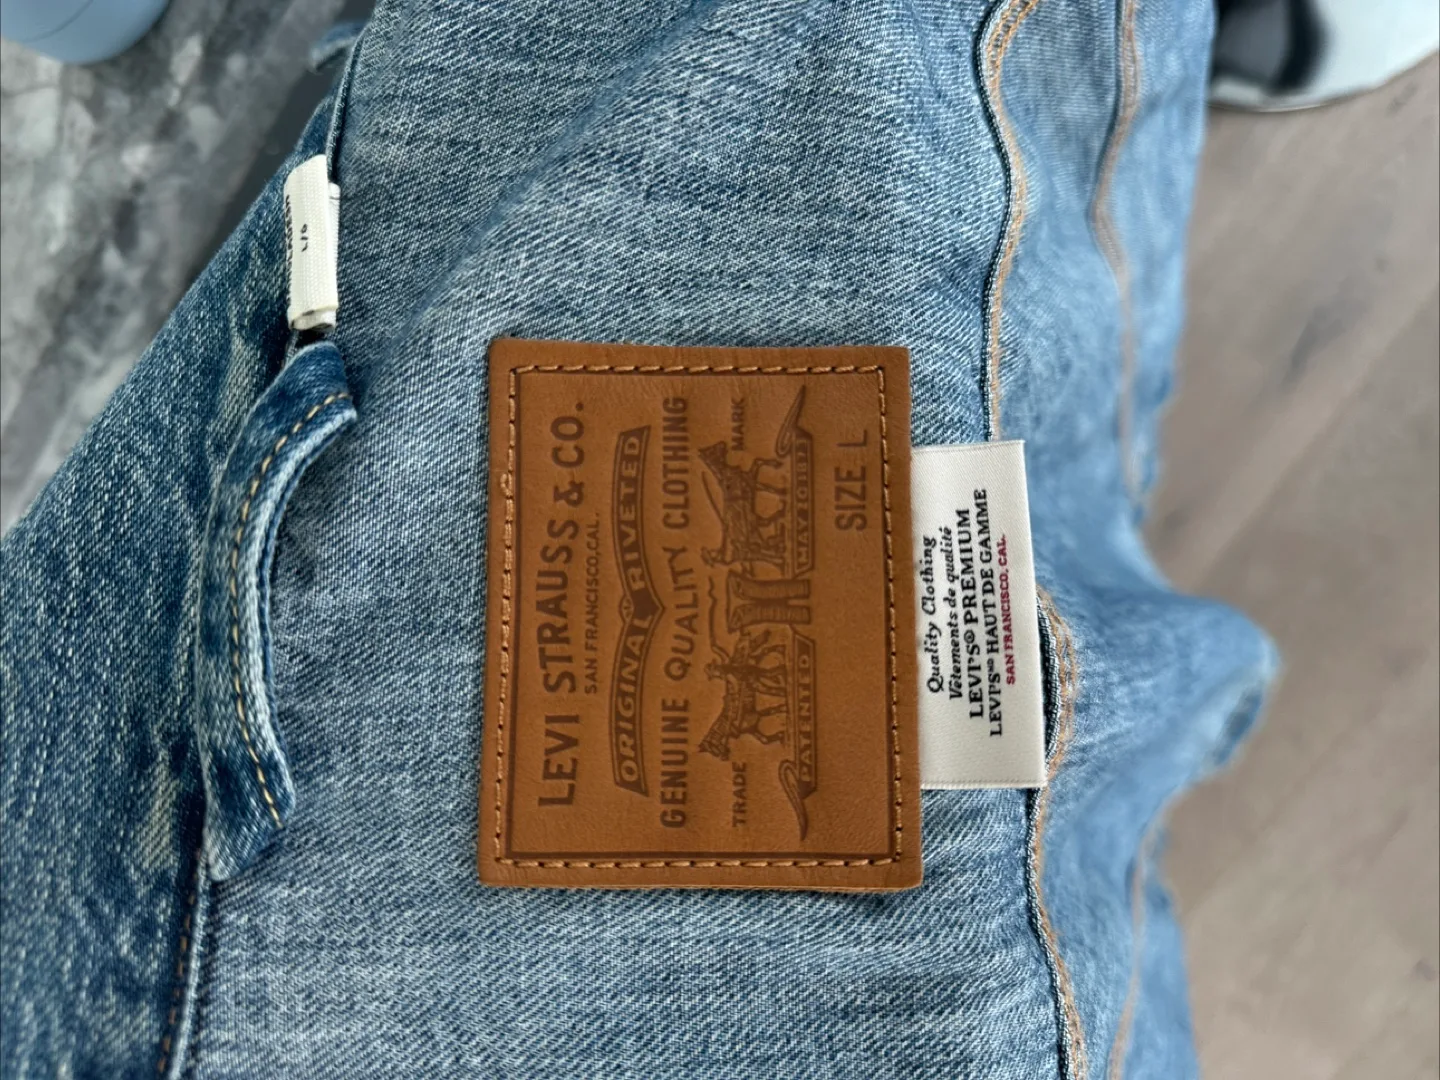 LEVI STRAUSS & CO.
SAN FRANCISCO, CAL.
ORIGINAL RIVETED
GENUINE QUALITY CLOTHING
TRADE MARK
PATENTED MAY 20 1873
SIZE L
Quality Clothing
Vêtements de qualité
LEVI'S® PREMIUM
LEVI'S® HAUT DE GAMME
SAN FRANCISCO, CAL.
L/G